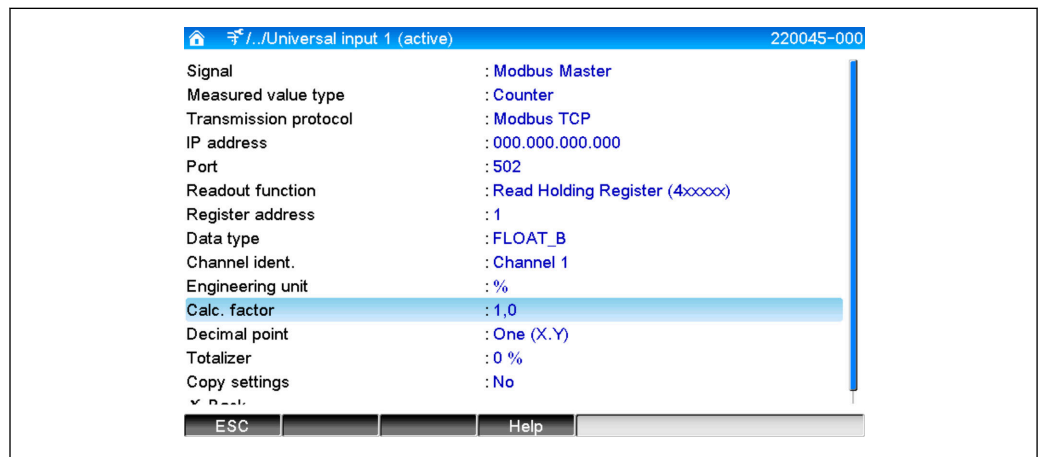 /../Universal input 1 (active) 220045-000
Signal : Modbus Master
Measured value type : Counter
Transmission protocol : Modbus TCP
IP address : 000.000.000.000
Port : 502
Readout function : Read Holding Register (4xxxxx)
Register address : 1
Data type : FLOAT_B
Channel ident. : Channel 1
Engineering unit : %
Calc. factor : 1,0
Decimal point : One (X.Y)
Totalizer : 0 %
Copy settings : No
ESC Help